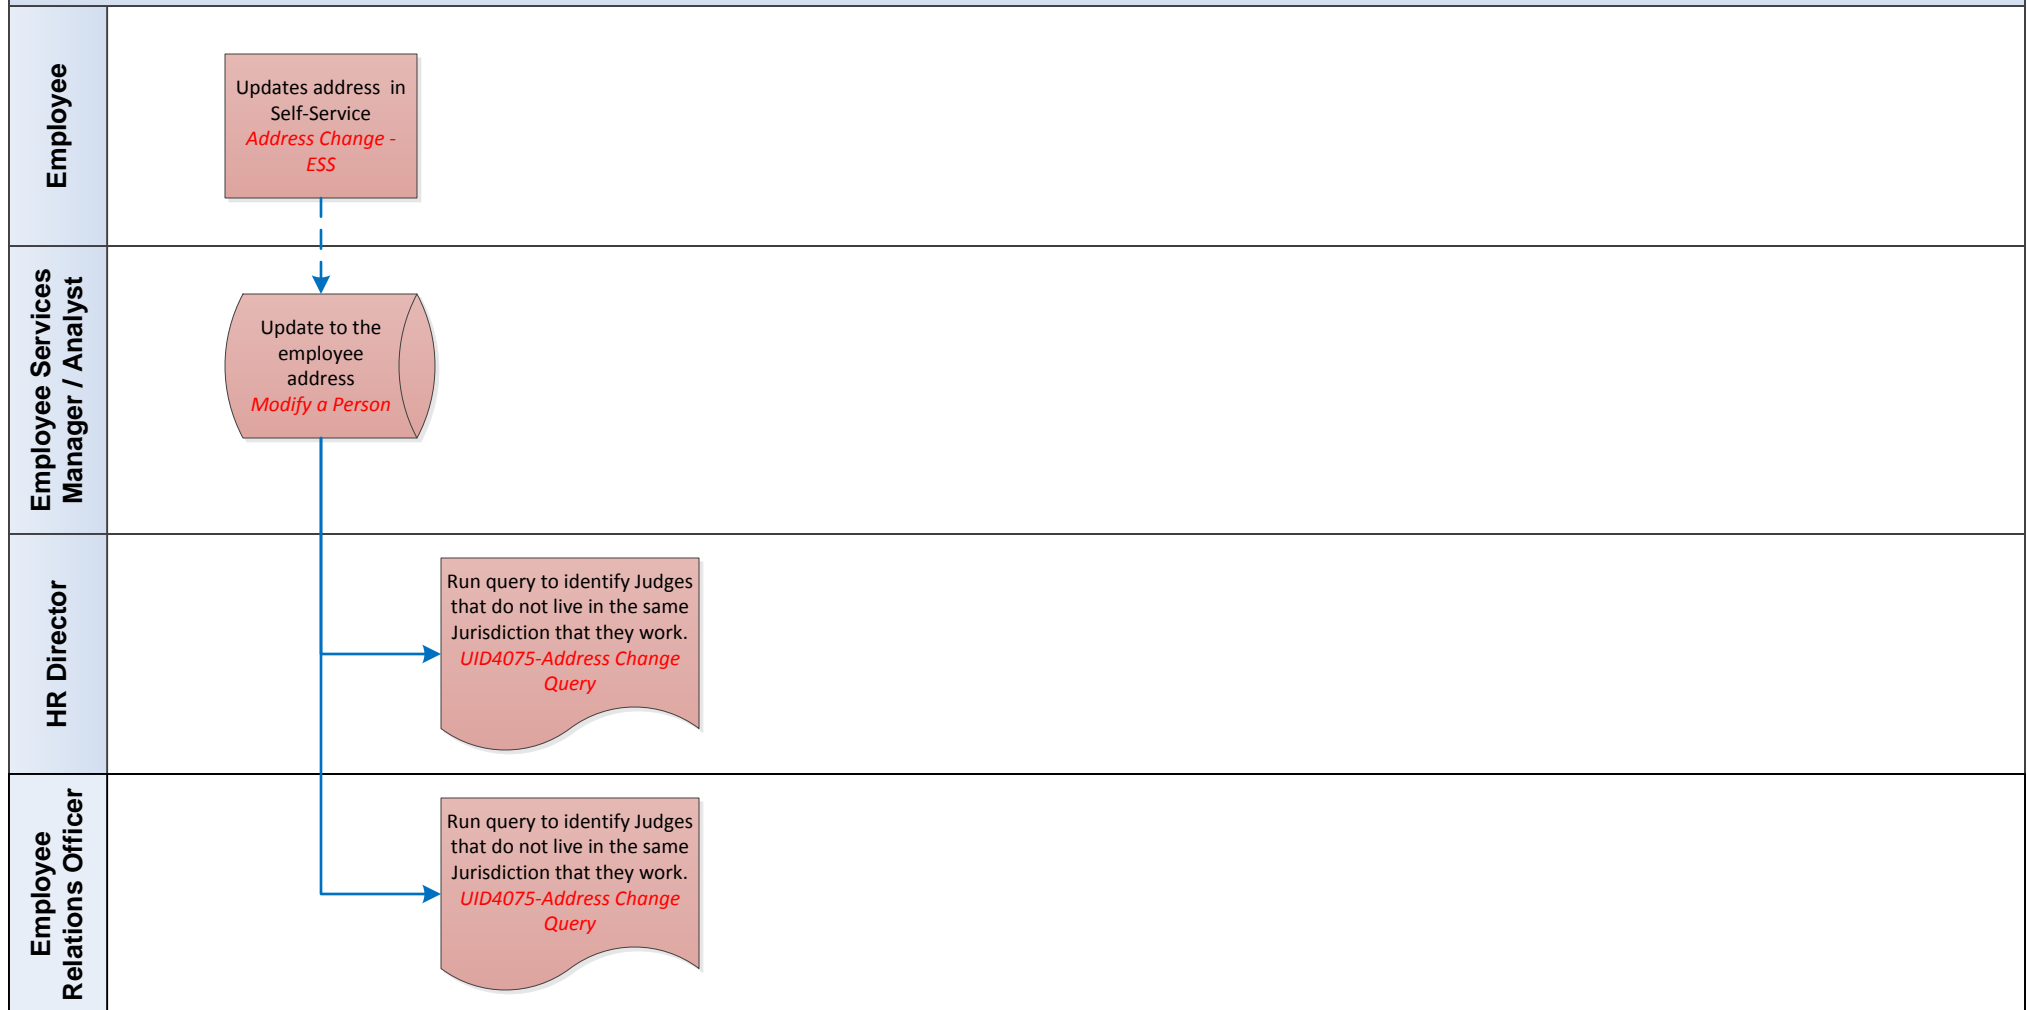 Employee
Updates address in
Self-Service
Address Change -
ESS
Employee Services
Manager / Analyst
Update to the
employee
address
Modify a Person
HR Director
Run query to identify Judges
that do not live in the same
Jurisdiction that they work.
UID4075-Address Change
Query
Employee
Relations Officer
Run query to identify Judges
that do not live in the same
Jurisdiction that they work.
UID4075-Address Change
Query